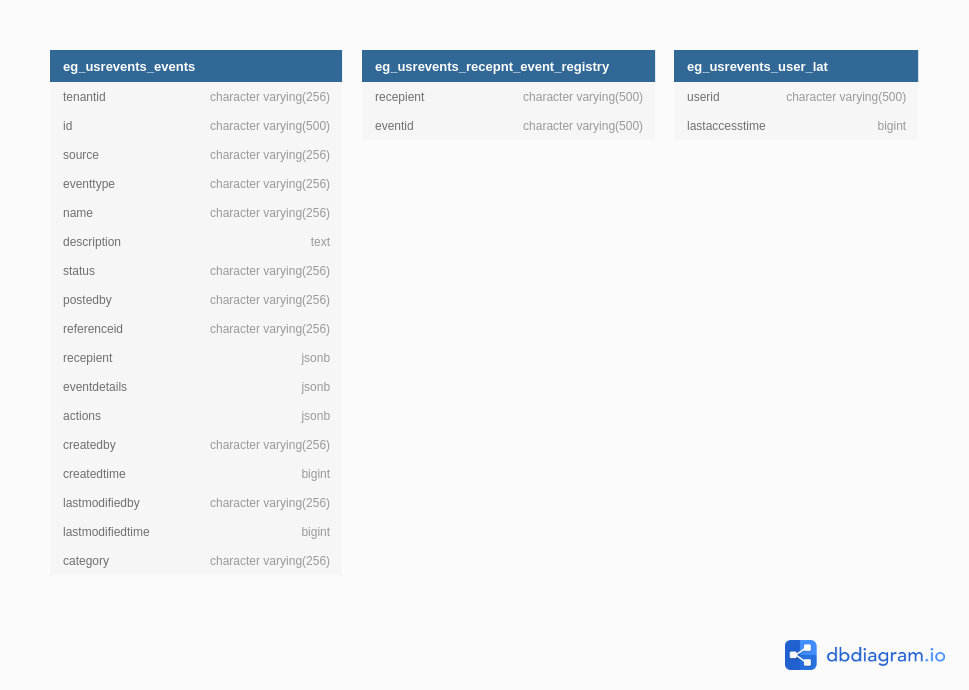 eg_usrevents_events
tenantid character varying(256)
id character varying(500)
source character varying(256)
eventtype character varying(256)
name character varying(256)
description text
status character varying(256)
postedby character varying(256)
referenceid character varying(256)
recepient jsonb
eventdetails jsonb
actions jsonb
createdby character varying(256)
createdtime bigint
lastmodifiedby character varying(256)
lastmodifiedtime bigint
category character varying(256)
eg_usrevents_recepnt_event_registry
recepient character varying(500)
eventid character varying(500)
eg_usrevents_user_lat
userid character varying(500)
lastaccesstime bigint
dbdiagram.io